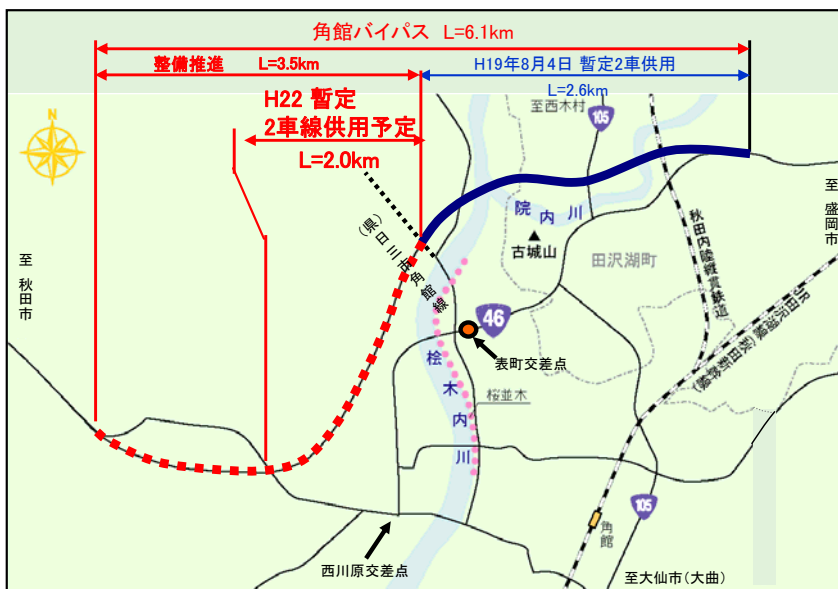 角館バイパス L=6.1km
整備推進 L=3.5km
H19年8月4日 暫定2車供用
L=2.6km
H22 暫定
2車線供用予定
L=2.0km
至西木村
105
至 盛岡市
院内川
古城山
田沢湖町
秋田内陸縦貫鉄道
JR田沢湖線(秋田新幹線)
(県)日三市角館線
至 秋田市
46
表町交差点
桧木内川
桜並木
105
角館
西川原交差点
至大仙市(大曲)